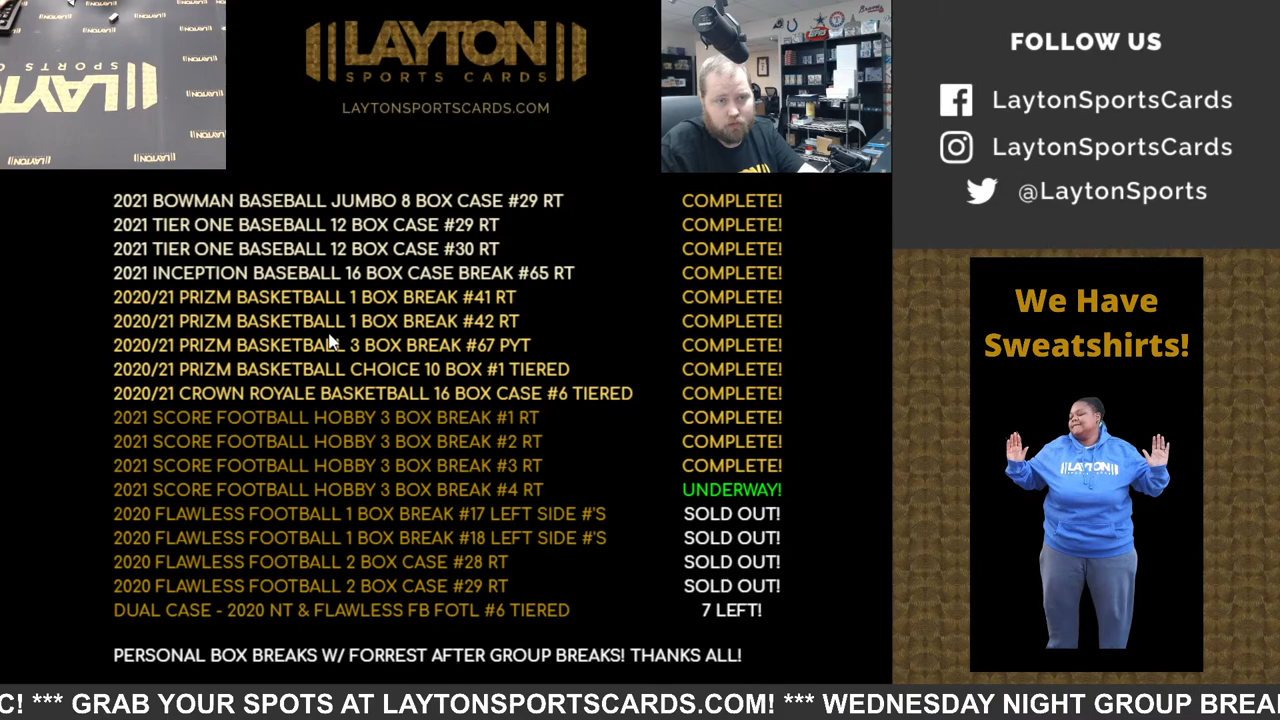 LAYTON
SPORTS CARDS
LAYTONSPORTSCARDS.COM
FOLLOW US
LaytonSportsCards
LaytonSportsCards
@LaytonSports
2021 BOWMAN BASEBALL JUMBO 8 BOX CASE #29 RT COMPLETE!
2021 TIER ONE BASEBALL 12 BOX CASE #29 RT COMPLETE!
2021 TIER ONE BASEBALL 12 BOX CASE #30 RT COMPLETE!
2021 INCEPTION BASEBALL 16 BOX CASE BREAK #65 RT COMPLETE!
2020/21 PRIZM BASKETBALL 1 BOX BREAK #41 RT COMPLETE!
2020/21 PRIZM BASKETBALL 1 BOX BREAK #42 RT COMPLETE!
2020/21 PRIZM BASKETBALL 3 BOX BREAK #67 PYT COMPLETE!
2020/21 PRIZM BASKETBALL CHOICE 10 BOX #1 TIERED COMPLETE!
2020/21 CROWN ROYALE BASKETBALL 16 BOX CASE #6 TIERED COMPLETE!
2021 SCORE FOOTBALL HOBBY 3 BOX BREAK #1 RT COMPLETE!
2021 SCORE FOOTBALL HOBBY 3 BOX BREAK #2 RT COMPLETE!
2021 SCORE FOOTBALL HOBBY 3 BOX BREAK #3 RT COMPLETE!
2021 SCORE FOOTBALL HOBBY 3 BOX BREAK #4 RT UNDERWAY!
2020 FLAWLESS FOOTBALL 1 BOX BREAK #17 LEFT SIDE #'S SOLD OUT!
2020 FLAWLESS FOOTBALL 1 BOX BREAK #18 LEFT SIDE #'S SOLD OUT!
2020 FLAWLESS FOOTBALL 2 BOX CASE #28 RT SOLD OUT!
2020 FLAWLESS FOOTBALL 2 BOX CASE #29 RT SOLD OUT!
DUAL CASE - 2020 NT & FLAWLESS FB FOTL #6 TIERED 7 LEFT!
PERSONAL BOX BREAKS W/ FORREST AFTER GROUP BREAKS! THANKS ALL!
We Have
Sweatshirts!
LAYTON
C! *** GRAB YOUR SPOTS AT LAYTONSPORTSCARDS.COM! *** WEDNESDAY NIGHT GROUP BREA